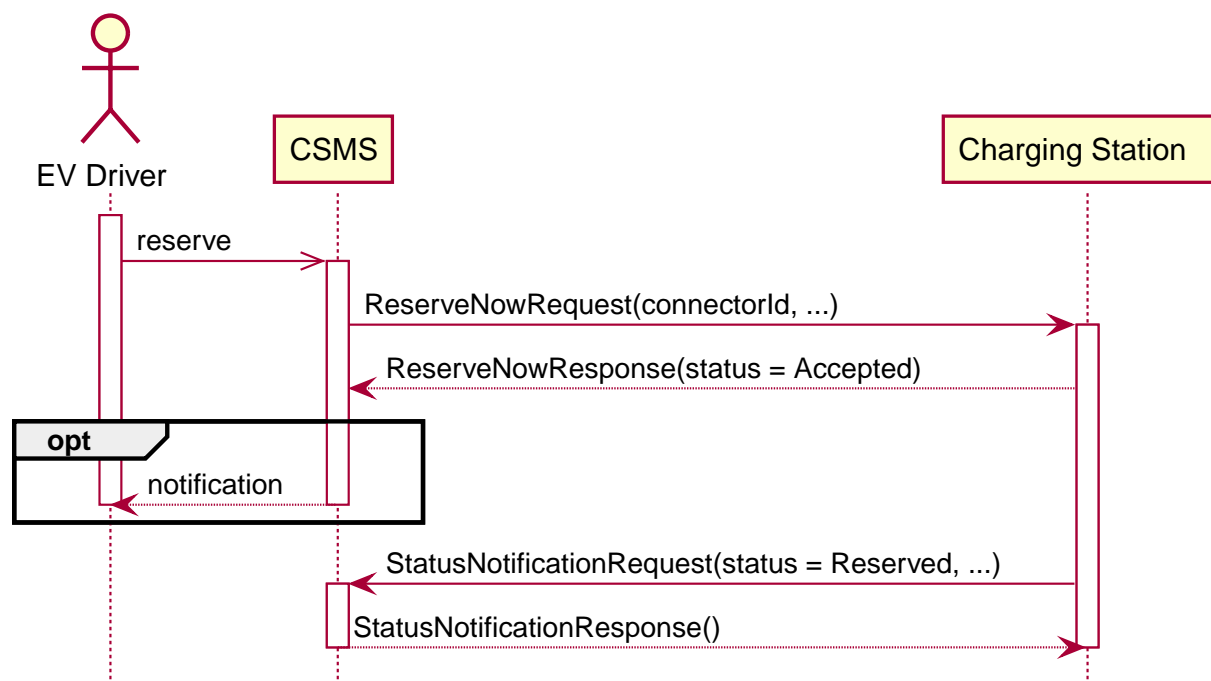 EV Driver
CSMS
Charging Station
reserve
ReserveNowRequest(connectorId, ...)
ReserveNowResponse(status = Accepted)
opt
notification
StatusNotificationRequest(status = Reserved, ...)
StatusNotificationResponse()